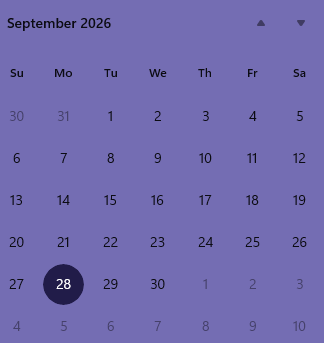 September 2026
Su Mo Tu We Th Fr Sa
30 31 1 2 3 4 5
6 7 8 9 10 11 12
13 14 15 16 17 18 19
20 21 22 23 24 25 26
27 28 29 30 1 2 3
4 5 6 7 8 9 10